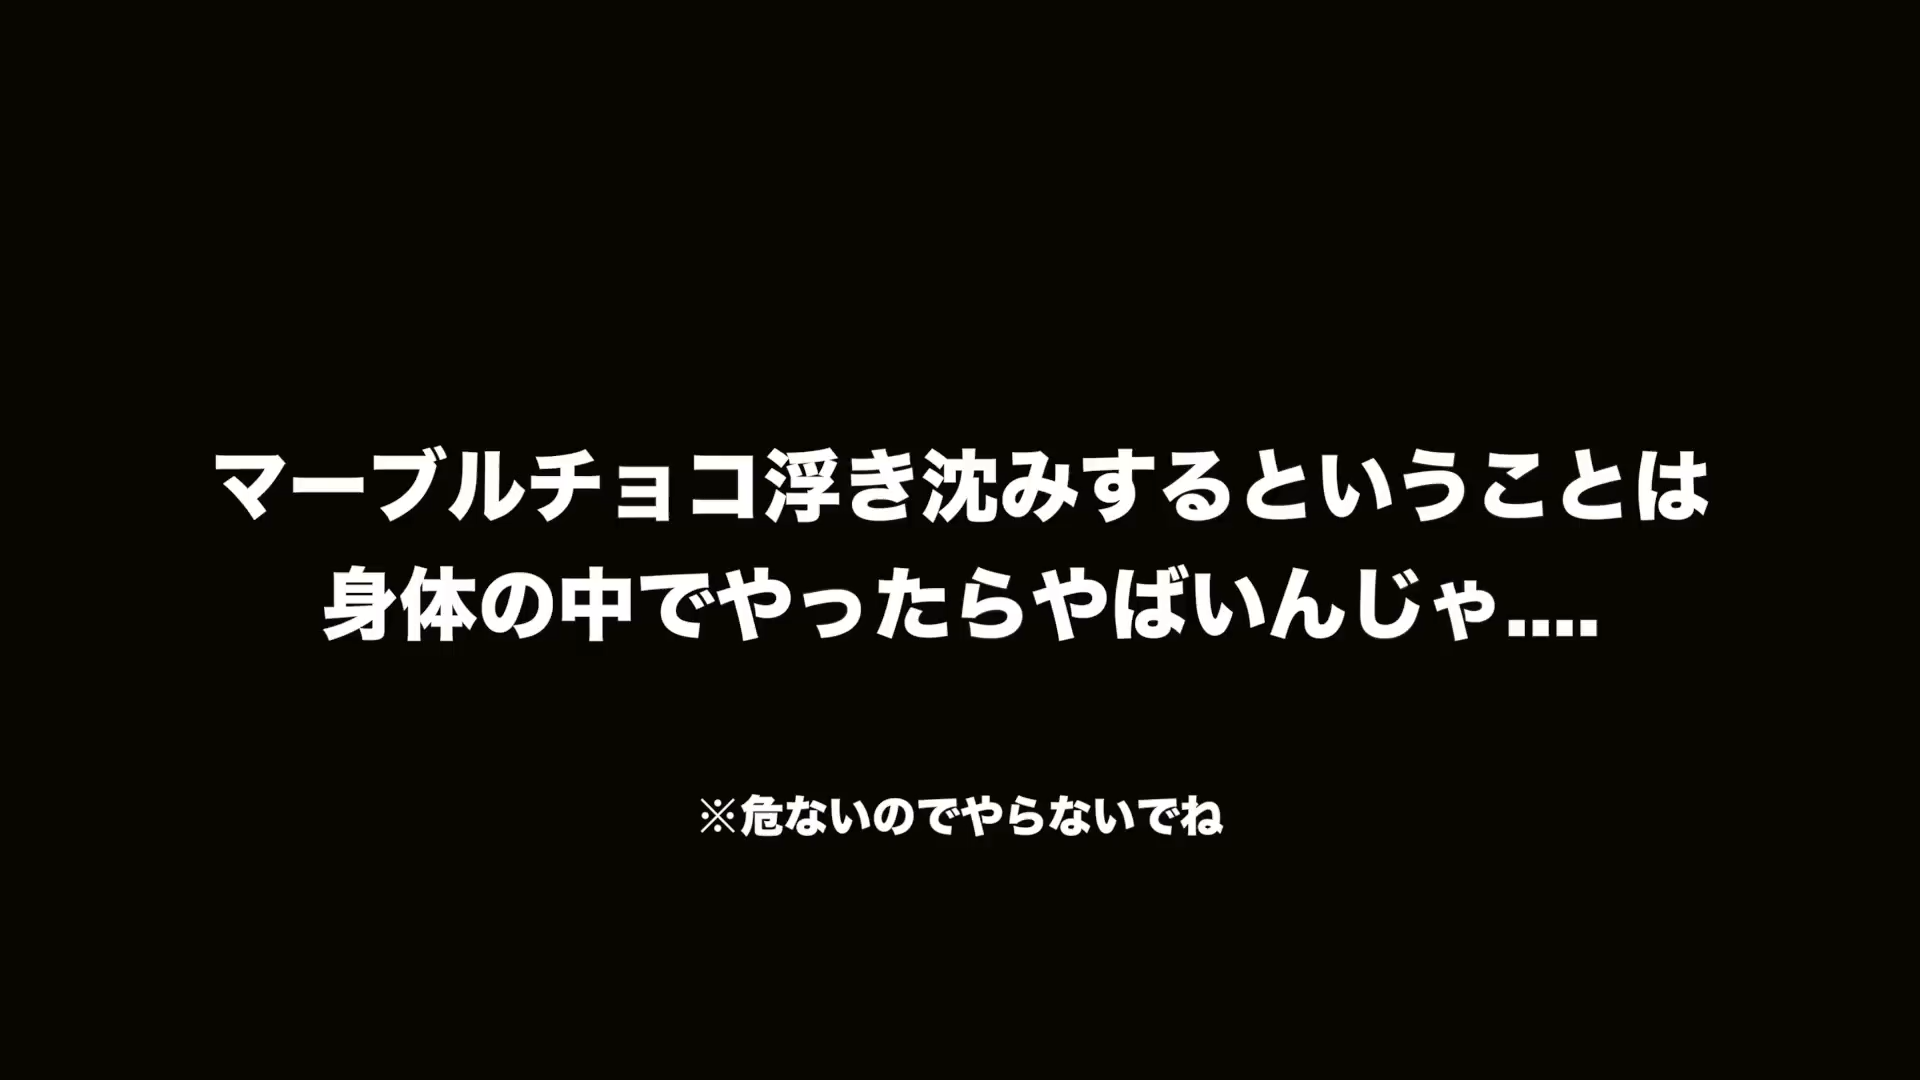 マーブルチョコ浮き沈みするということは
身体の中でやったらやばいんじゃ....
※危ないのでやらないでね